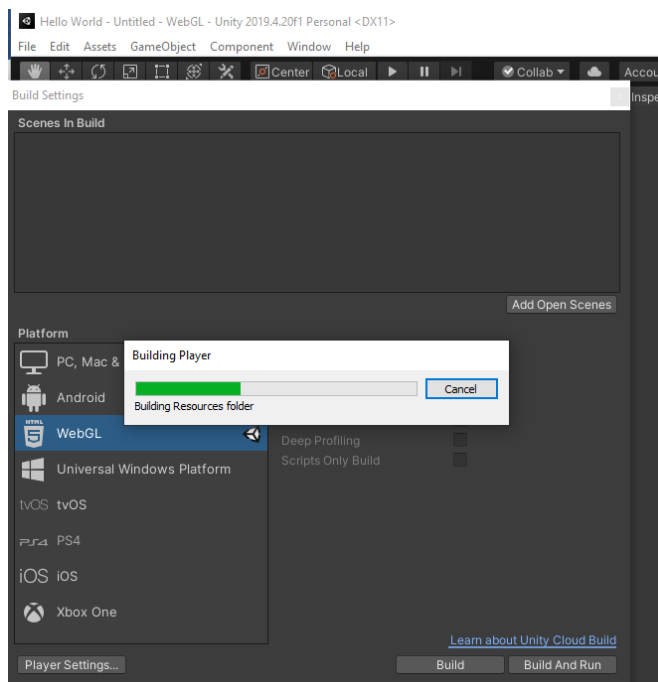 Hello World - Untitled - WebGL - Unity 2019.4.20f1 Personal <DX11>
File Edit Assets GameObject Component Window Help
Center Local Collab Accou
Build Settings
Inspe
Scenes In Build
Add Open Scenes
Platform
PC, Mac &
Building Player
Cancel
Building Resources folder
Android
HTML
5
WebGL
Deep Profiling
Universal Windows Platform
Scripts Only Build
tvOS tvOS
PS4 PS4
iOS iOS
Xbox One
Learn about Unity Cloud Build
Player Settings...
Build
Build And Run